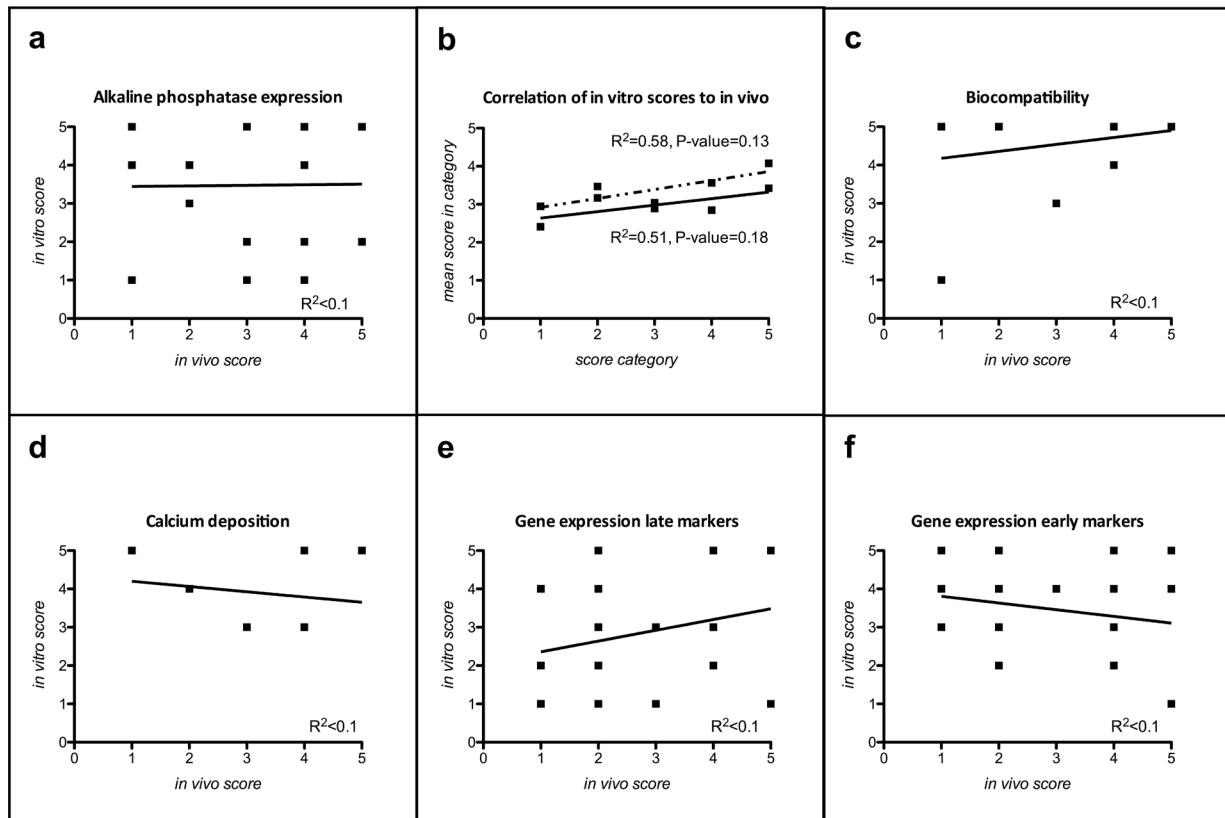 a
Alkaline phosphatase expression
in vitro score
5
4
3
2
1
0
R²<0.1
0 1 2 3 4 5
in vivo score
b
Correlation of in vitro scores to in vivo
mean score in category
5
4
3
2
1
0
R²=0.58, P-value=0.13
R²=0.51, P-value=0.18
0 1 2 3 4 5
score category
c
Biocompatibility
in vitro score
5
4
3
2
1
0
R²<0.1
0 1 2 3 4 5
in vivo score
d
Calcium deposition
in vitro score
5
4
3
2
1
0
R²<0.1
0 1 2 3 4 5
in vivo score
e
Gene expression late markers
in vitro score
5
4
3
2
1
0
R²<0.1
0 1 2 3 4 5
in vivo score
f
Gene expression early markers
in vitro score
5
4
3
2
1
0
R²<0.1
0 1 2 3 4 5
in vivo score